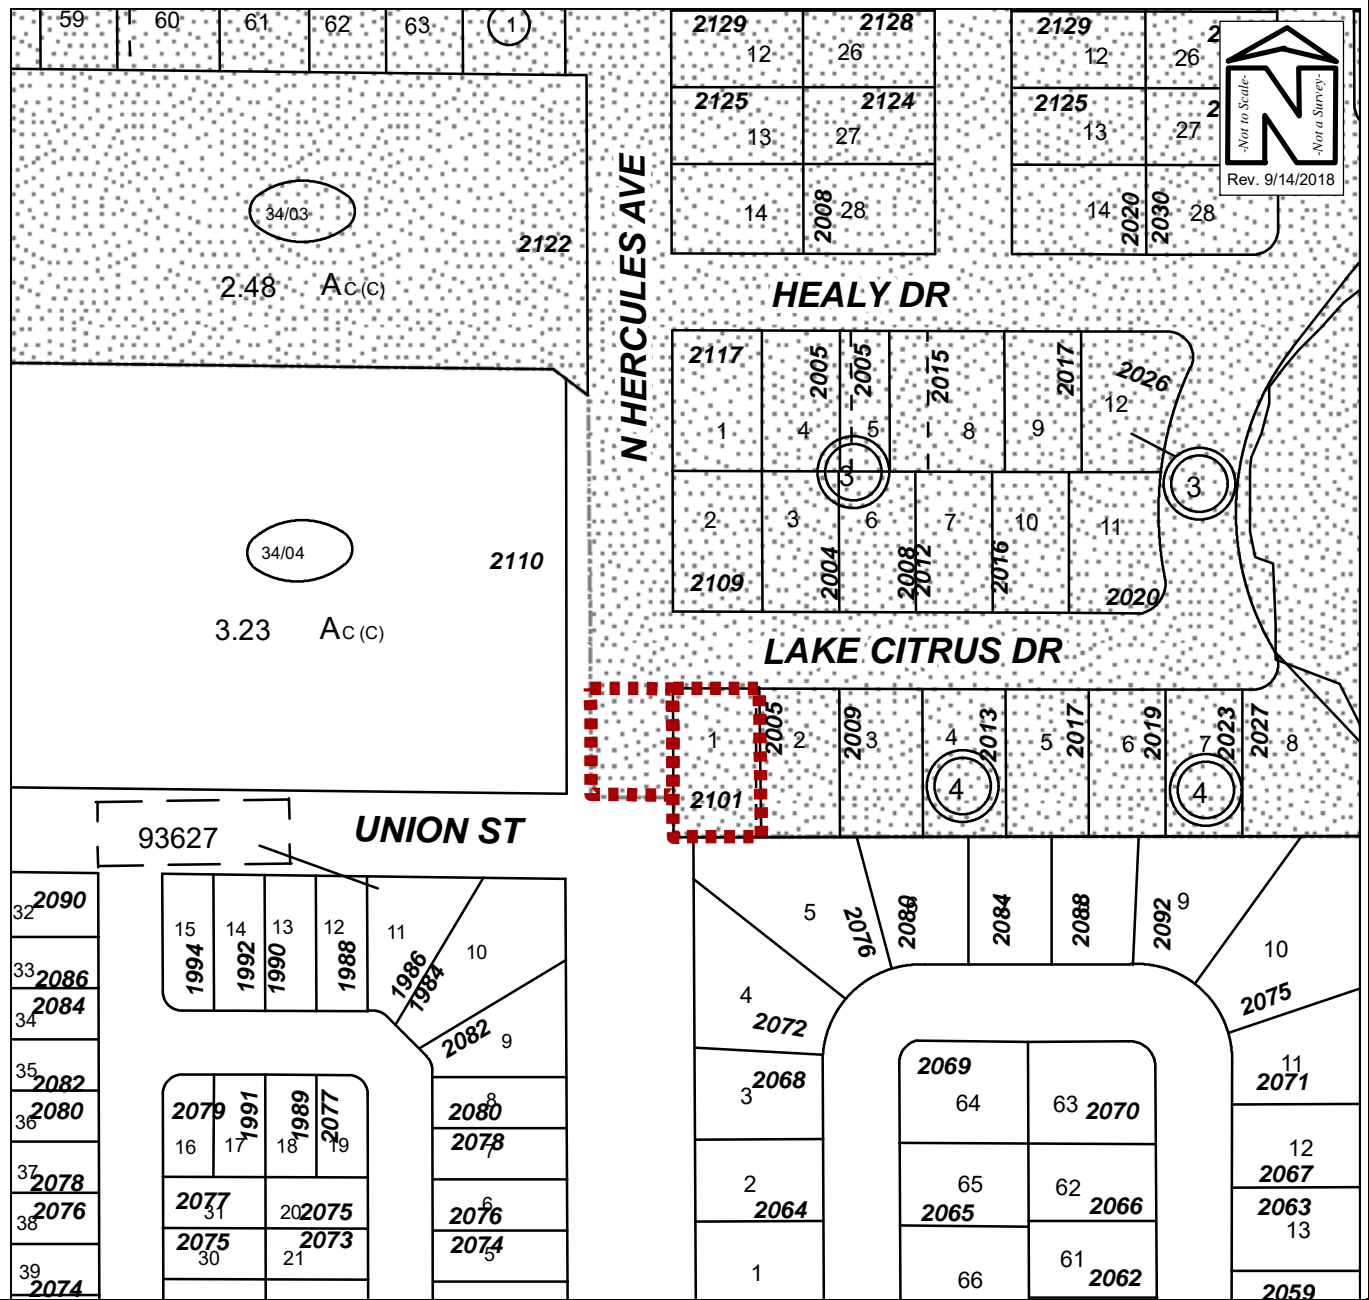 59 60 61 62 63 1
2129 12 2128 26
2129 12 26 2
2125 13 2124 27
2125 13 27 2
14 2008 28
14 2020 2030 28
-Not to Scale-
-Not a Survey-
Rev. 9/14/2018
34/03
2122
2.48 AC (C)
N HERCULES AVE
HEALY DR
2117 2005 2005 2015 2017 2026
1 4 5 8 9 12
3 3
2 3 6 7 10 11
2109 2004 2008 2012 2016 2020
34/04
2110
3.23 AC (C)
LAKE CITRUS DR
1 2005 2 2009 3 4 2013 5 2017 6 2019 7 2023 2027 8
2101 4 4
93627
UNION ST
32 2090
33 2086
34 2084
35 2082
36 2080
37 2078
38 2076
39 2074
15 14 13 12 11 10
1994 1992 1990 1988 1986 1984
2082 9
2079 1991 1989 2077
16 17 18 19
2080 8
2078 7
2077 31 20 2075
2076 6
2075 30 21 2073
2074 5
5 2076 2080 2084 2088 2092 9
10
2075
4
2072
2069 64 63 2070
11
2071
2068
3
12
2067
2
2064
65 2065 62 2066
2063
13
1
66 61 2062
2059